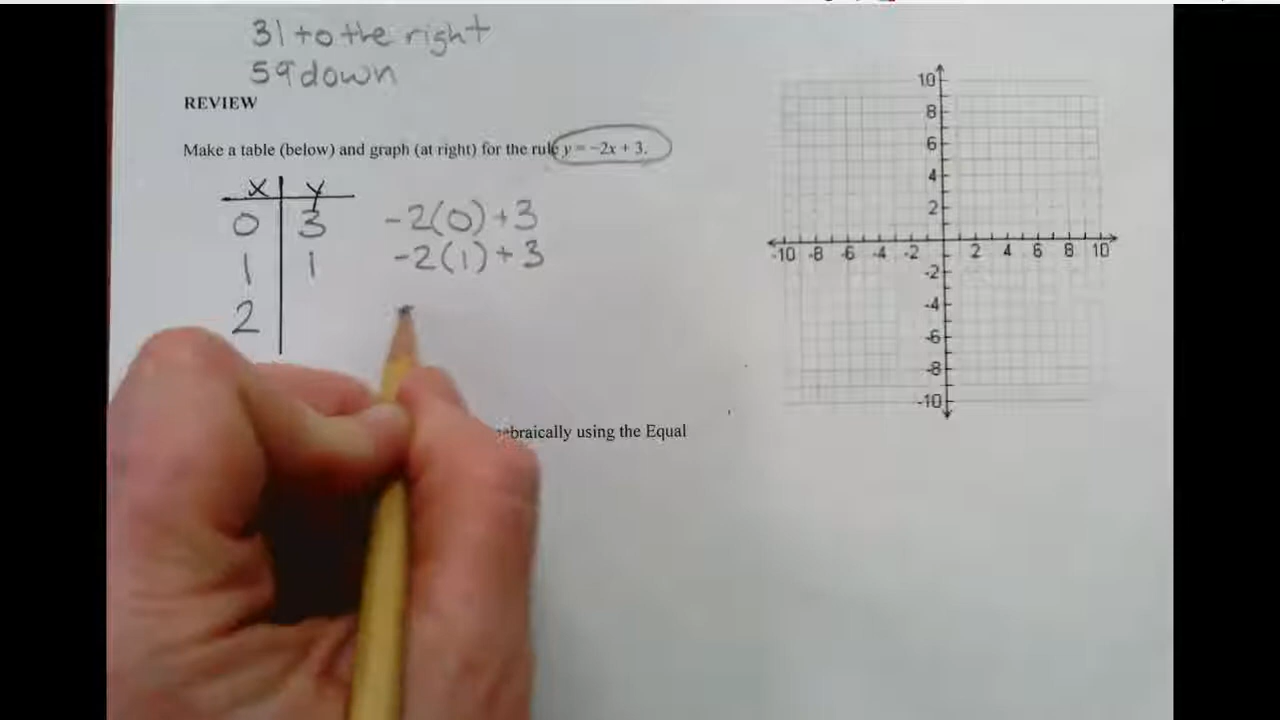 31 to the right
59 down
REVIEW
Make a table (below) and graph (at right) for the rule y = −2x + 3.
x y
0 3 -2(0)+3
1 1 -2(1)+3
2
braically using the Equal
10
8
6
4
2
-10 -8 -6 -4 -2 2 4 6 8 10
-2
-4
-6
-8
-10